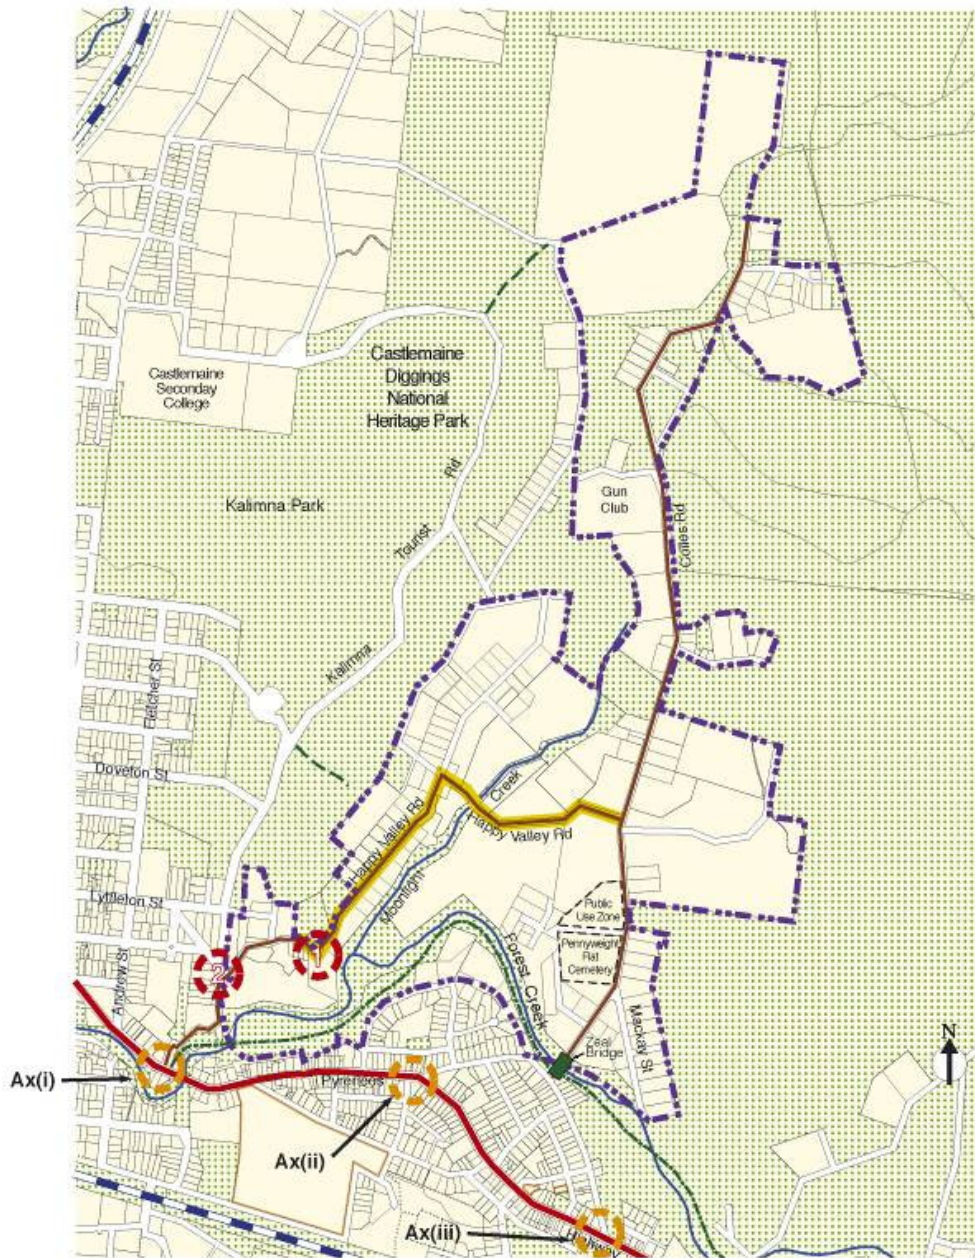 Castlemaine
Diggings
National
Heritage Park
Castlemaine
Seconday
College
Kalimna Park
Rd
Tourist
Kalimna
Gun
Club
Colles Rd
Fletcher St
Doveton St
Creek
Happy Valley Rd
Happy Valley Rd
Moonlight
Lyttleton St
Public
Use Zone
Pennyweight
Flat
Cemetery
Forest Creek
1
2
Andrew St
Mackay St
Zeal
Bridge
N
Ax(i)
Pyrenees
Ax(ii)
Ax(iii)
Highway